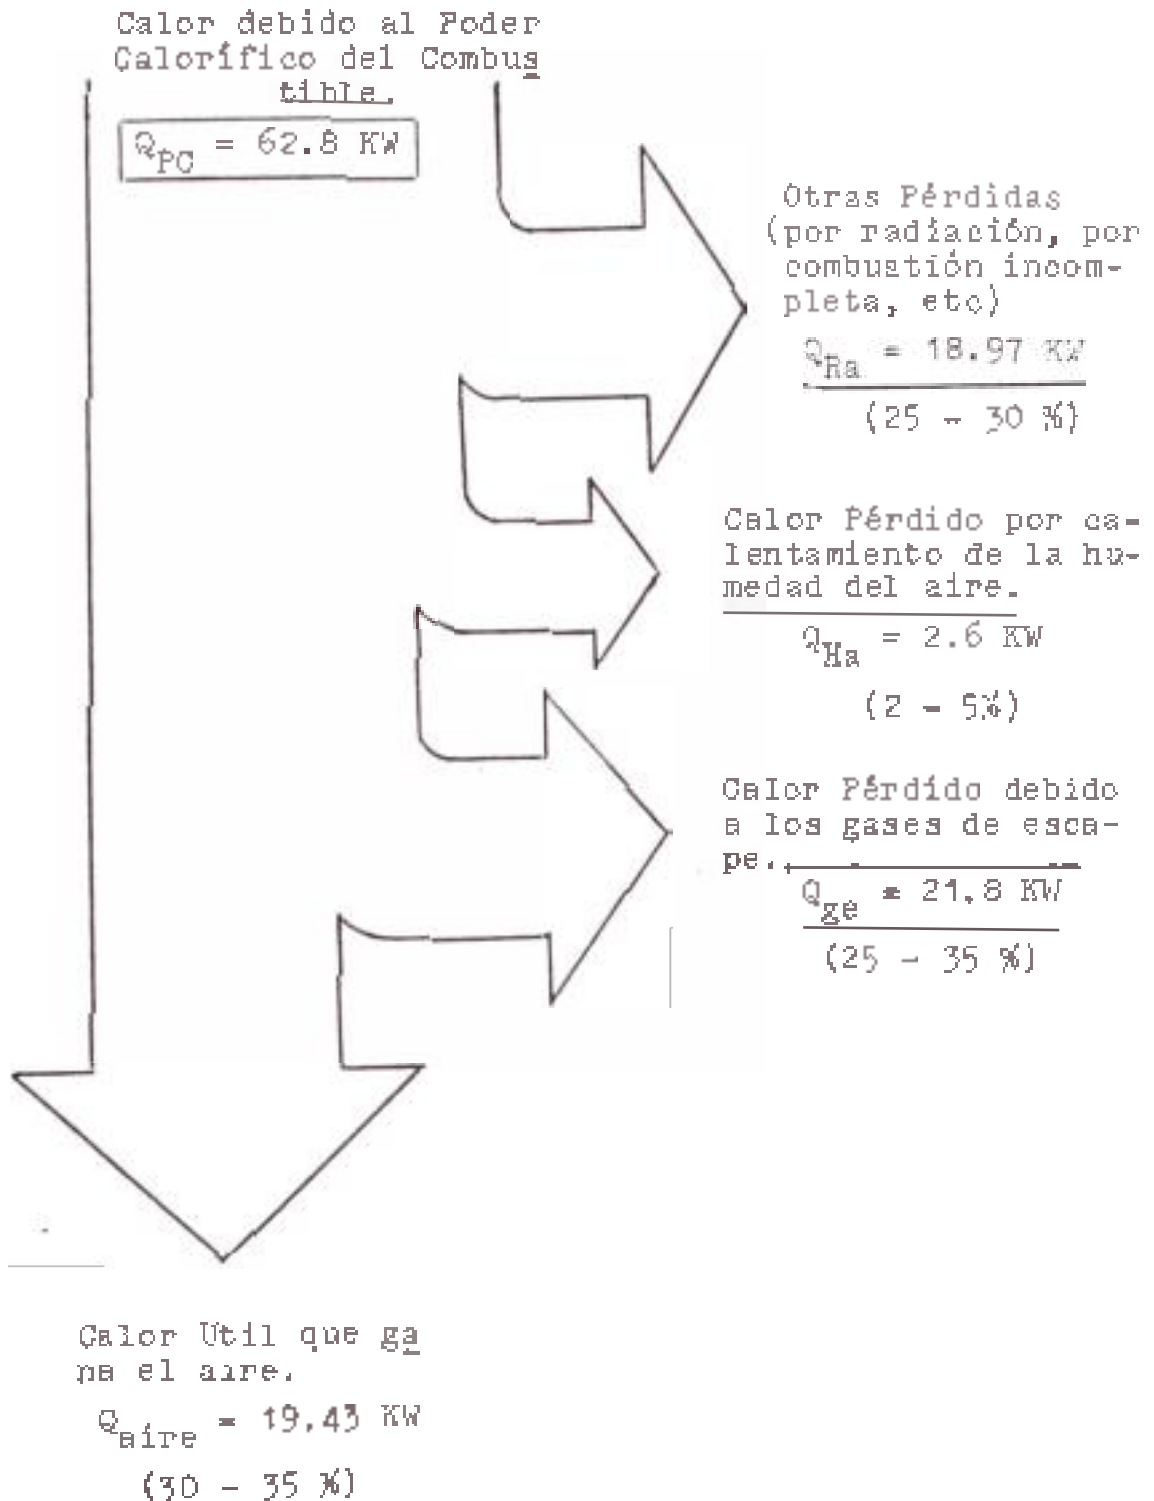 Calor debido al Poder
Calorífico del Combus
tible.
Q_PC = 62.8 KW
Otras Pérdidas
(por radiación, por
combustión incom-
pleta, etc)
Q_Ra = 18.97 KW
(25 - 30 %)
Calor Pérdido por ca-
lentamiento de la hu-
medad del aire.
Q_Ha = 2.6 KW
(2 - 5%)
Calor Pérdido debido
a los gases de esca-
pe.
Q_ge = 21,8 KW
(25 - 35 %)
Calor Util que ga
na el aire.
Q_aire = 19,43 KW
(30 - 35 %)